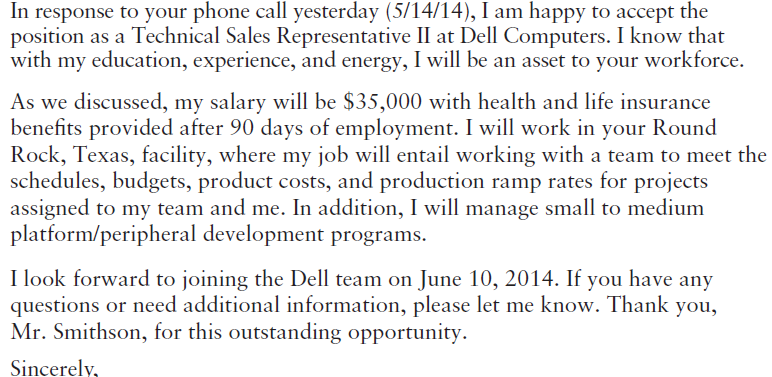 In response to your phone call yesterday (5/14/14), I am happy to accept the
position as a Technical Sales Representative II at Dell Computers. I know that
with my education, experience, and energy, I will be an asset to your workforce.
As we discussed, my salary will be $35,000 with health and life insurance
benefits provided after 90 days of employment. I will work in your Round
Rock, Texas, facility, where my job will entail working with a team to meet the
schedules, budgets, product costs, and production ramp rates for projects
assigned to my team and me. In addition, I will manage small to medium
platform/peripheral development programs.
I look forward to joining the Dell team on June 10, 2014. If you have any
questions or need additional information, please let me know. Thank you,
Mr. Smithson, for this outstanding opportunity.
Sincerely,